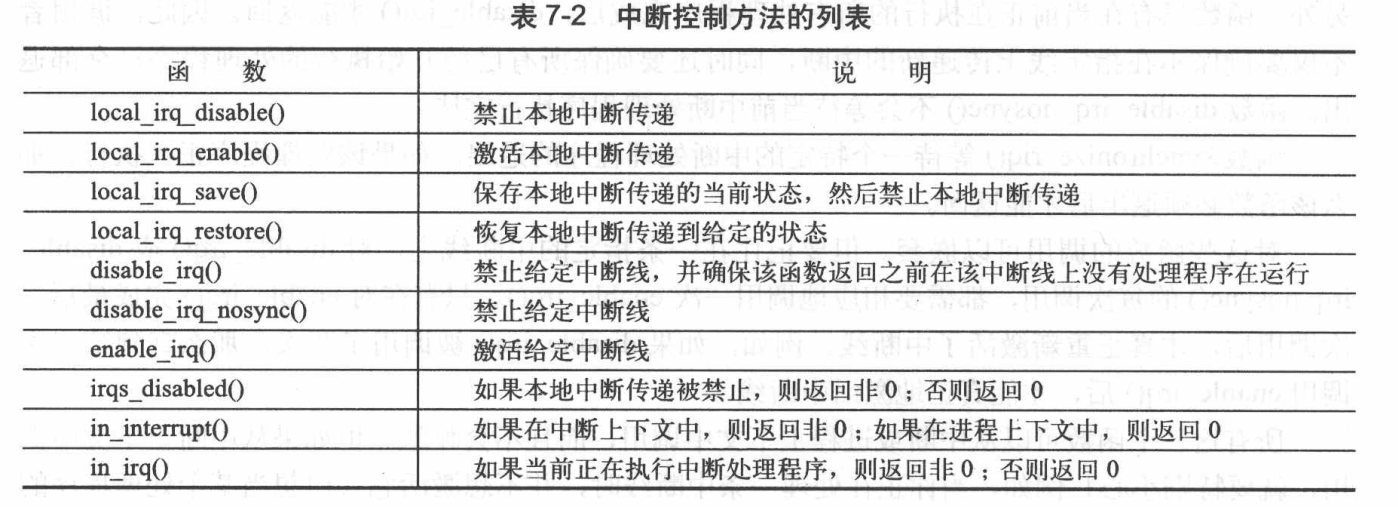 表 7-2 中断控制方法的列表
函 数 说 明
local_irq_disable() 禁止本地中断传递
local_irq_enable() 激活本地中断传递
local_irq_save() 保存本地中断传递的当前状态，然后禁止本地中断传递
local_irq_restore() 恢复本地中断传递到给定的状态
disable_irq() 禁止给定中断线，并确保该函数返回之前在该中断线上没有处理程序在运行
disable_irq_nosync() 禁止给定中断线
enable_irq() 激活给定中断线
irqs_disabled() 如果本地中断传递被禁止，则返回非 0；否则返回 0
in_interrupt() 如果在中断上下文中，则返回非 0；如果在进程上下文中，则返回 0
in_irq() 如果当前正在执行中断处理程序，则返回非 0；否则返回 0